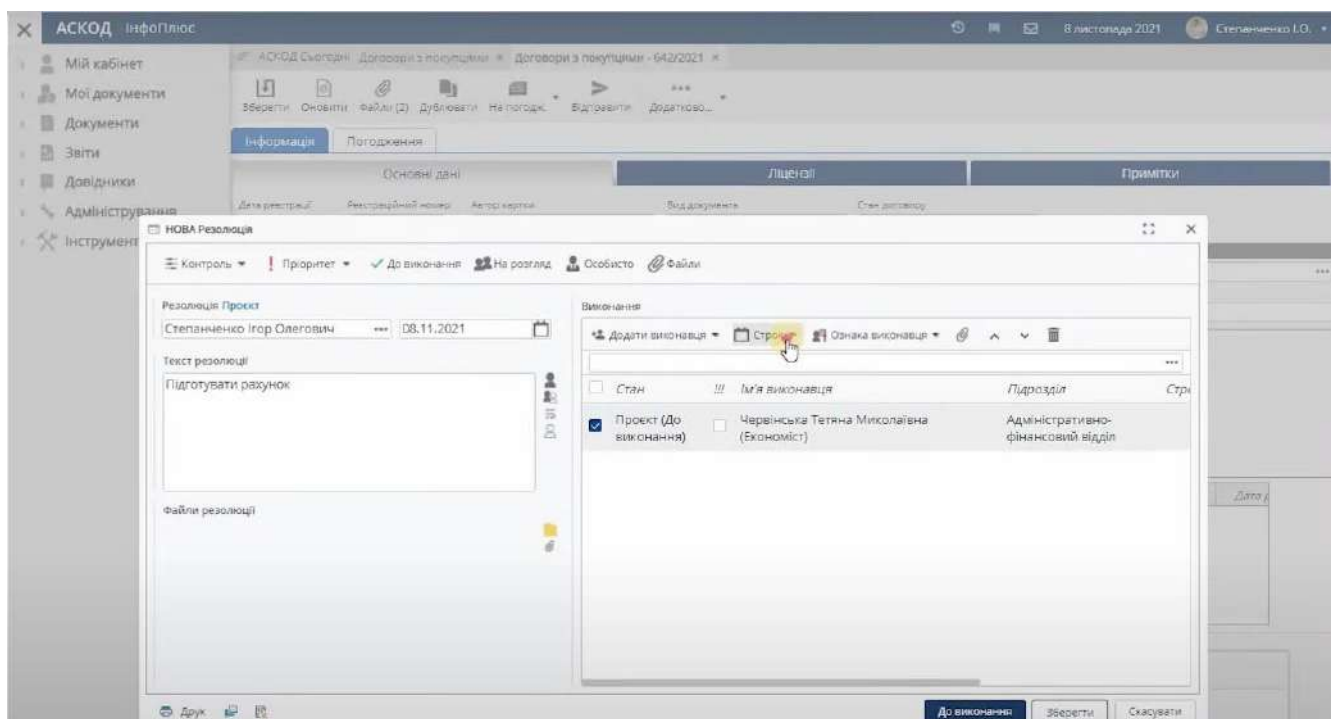 АСКОД ІнфоПлюс
8 листопада 2021
Степанченко І.О.
Мій кабінет
АСКОД Сьогодні
Договори з покупцями
Договори з покупцями - 642/2021
Мої документи
Зберегти Оновити Файли (2) Дублювати На погодж. Відправити Додатково...
Документи
Звіти
Інформація Погодження
Довідники
Основні дані Ліцензії Примітки
Адміністрування
Дата реєстрації Реєстраційний номер Автор картки Вид документа Стан договору
Інструмент
НОВА Резолюція
Контроль Пріоритет До виконання На розгляд Особисто Файли
Резолюція Проєкт
Степанченко Ігор Олегович 08.11.2021
Текст резолюції
Підготувати рахунок
Файли резолюції
Виконання
Додати виконавця Ознака виконавця
Стан !!! Ім'я виконавця Підрозділ
Проєкт (До виконання)
Червінська Тетяна Миколаївна (Економіст)
Адміністративно-
фінансовий відділ
Дата
Друк
До виконання Зберегти Скасувати